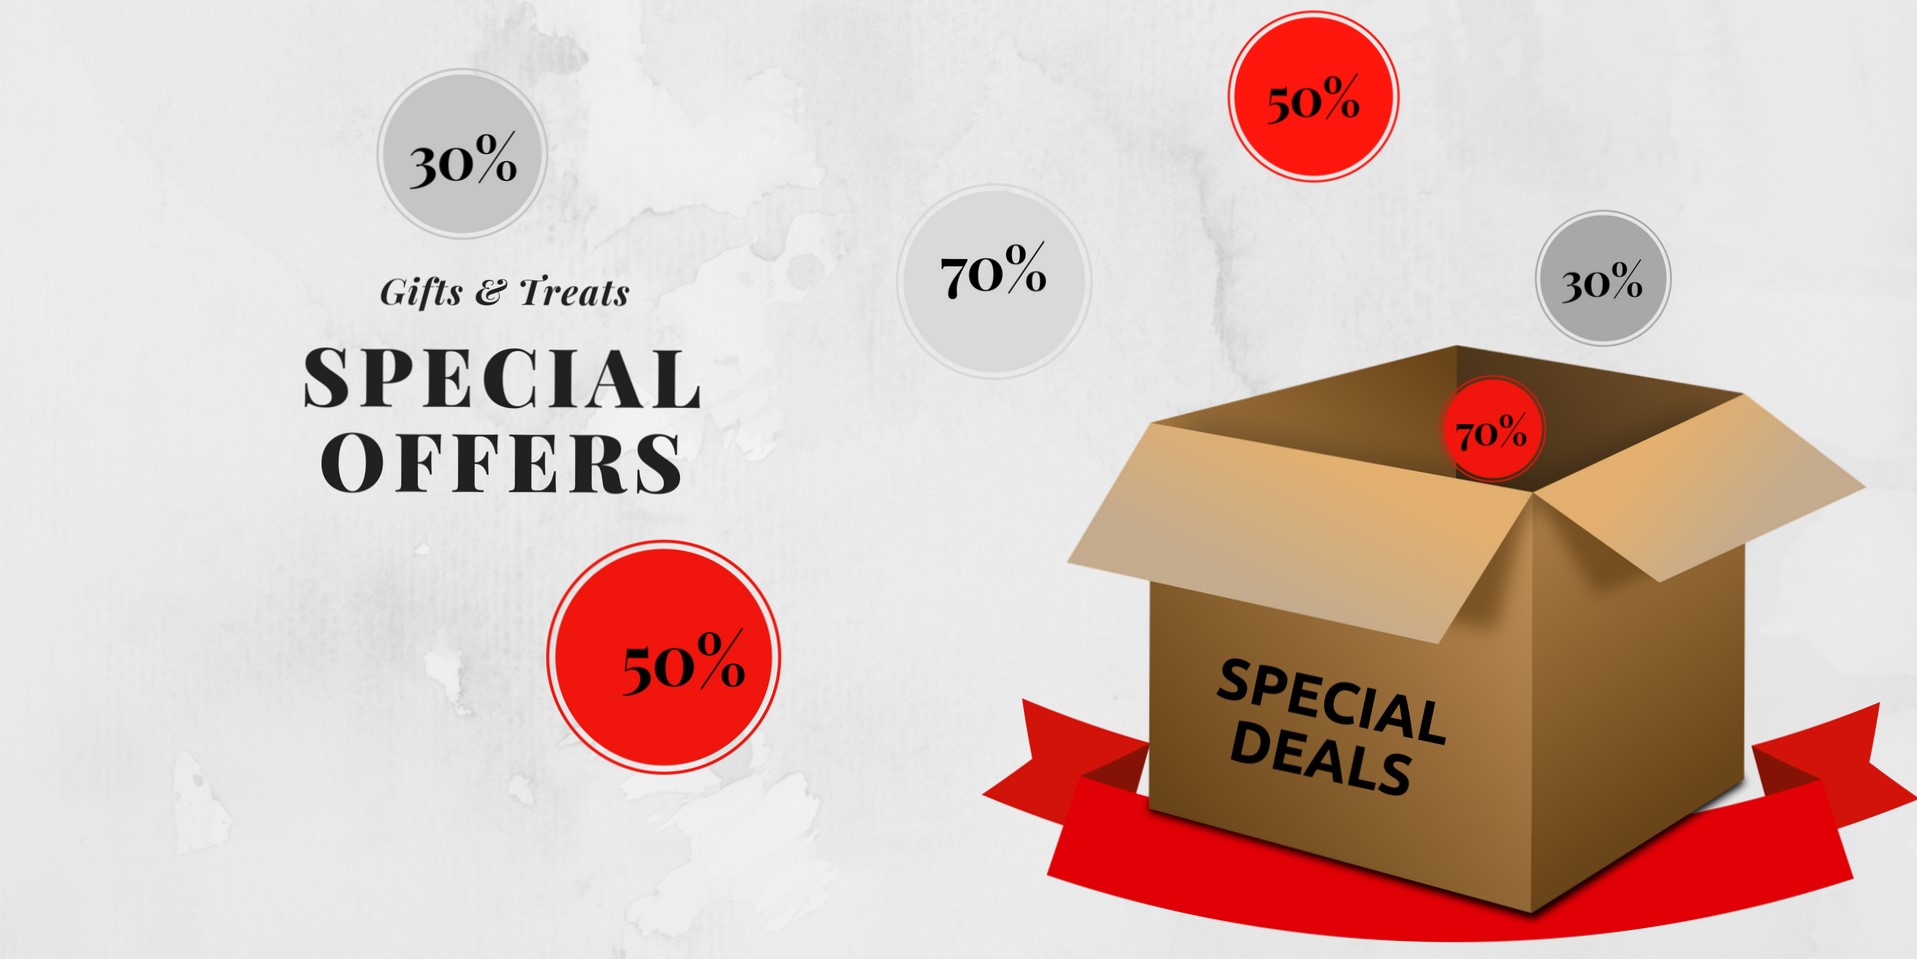 30%
Gifts & Treats
SPECIAL
OFFERS
50%
70%
50%
30%
70%
SPECIAL
DEALS